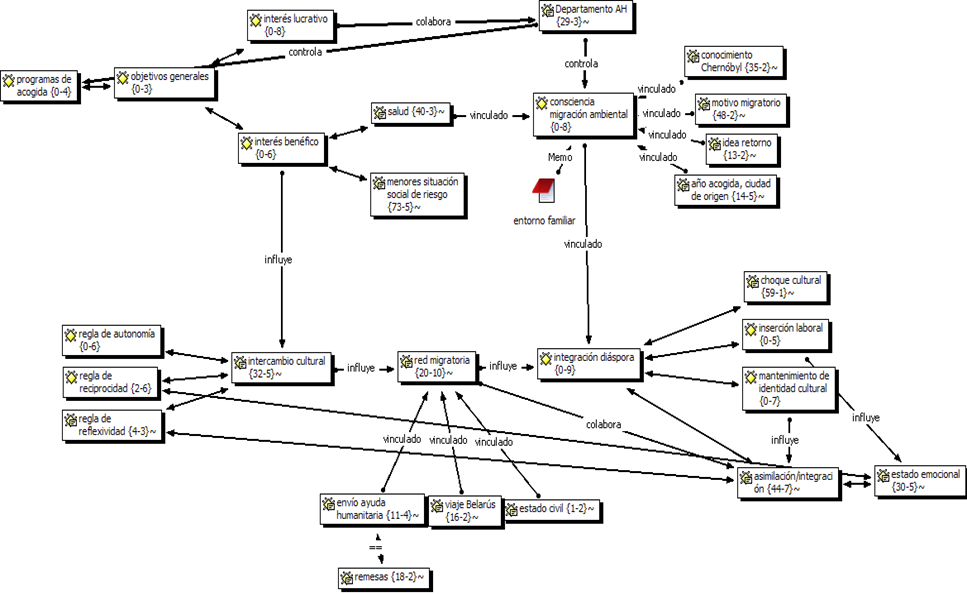 interés lucrativo
{0-8}
colabora
Departamento AH
{29-3}~
controla
programas de
acogida {0-4}
objetivos generales
{0-3}
controla
conocimiento
Chernóbyl {35-2}~
vinculado
salud {40-3}~
vinculado
consciencia
migración ambiental
{0-8}
motivo migratorio
{48-2}~
vinculado
vinculado
idea retorno
{13-2}~
interés benéfico
{0-6}
vinculado
Memo
año acogida, ciudad
de origen {14-5}~
menores situación
social de riesgo
{73-5}~
entorno familiar
vinculado
influye
choque cultural
{59-1}~
regla de autonomía
{0-6}
inserción laboral
{0-5}
intercambio cultural
{32-5}~
influye
red migratoria
{20-10}~
influye
integración diáspora
{0-9}
regla de
reciprocidad {2-6}
mantenimiento de
identidad cultural
{0-7}
regla de
reflexividad {4-3}~
influye
colabora
influye
vinculado
vinculado
vinculado
asimilación/integraci
ón {44-7}~
estado emocional
{30-5}~
envío ayuda
humanitaria {11-4}~
viaje Belarús
{16-2}~
estado civil {1-2}~
==
remesas {18-2}~